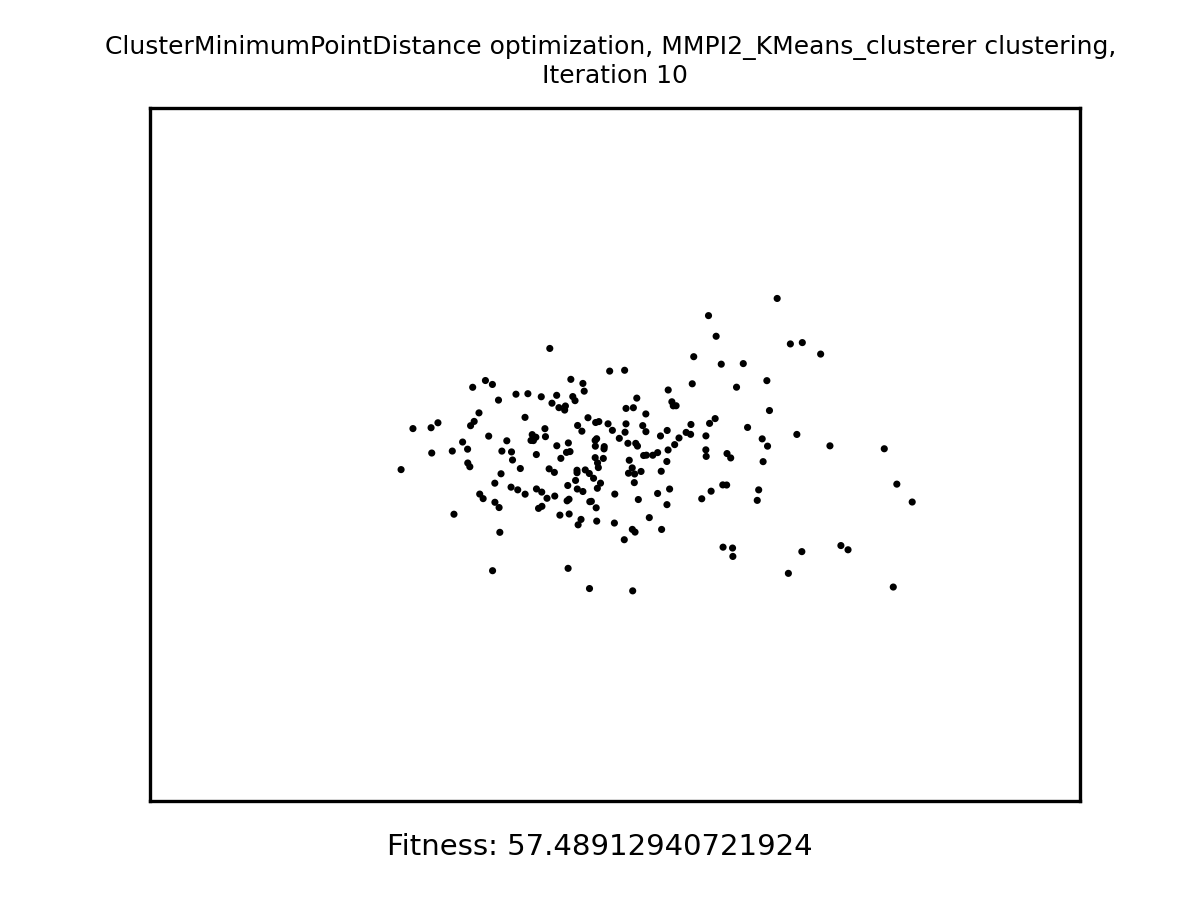 ClusterMinimumPointDistance optimization, MMPI2_KMeans_clusterer clustering,
Iteration 10
Fitness: 57.48912940721924